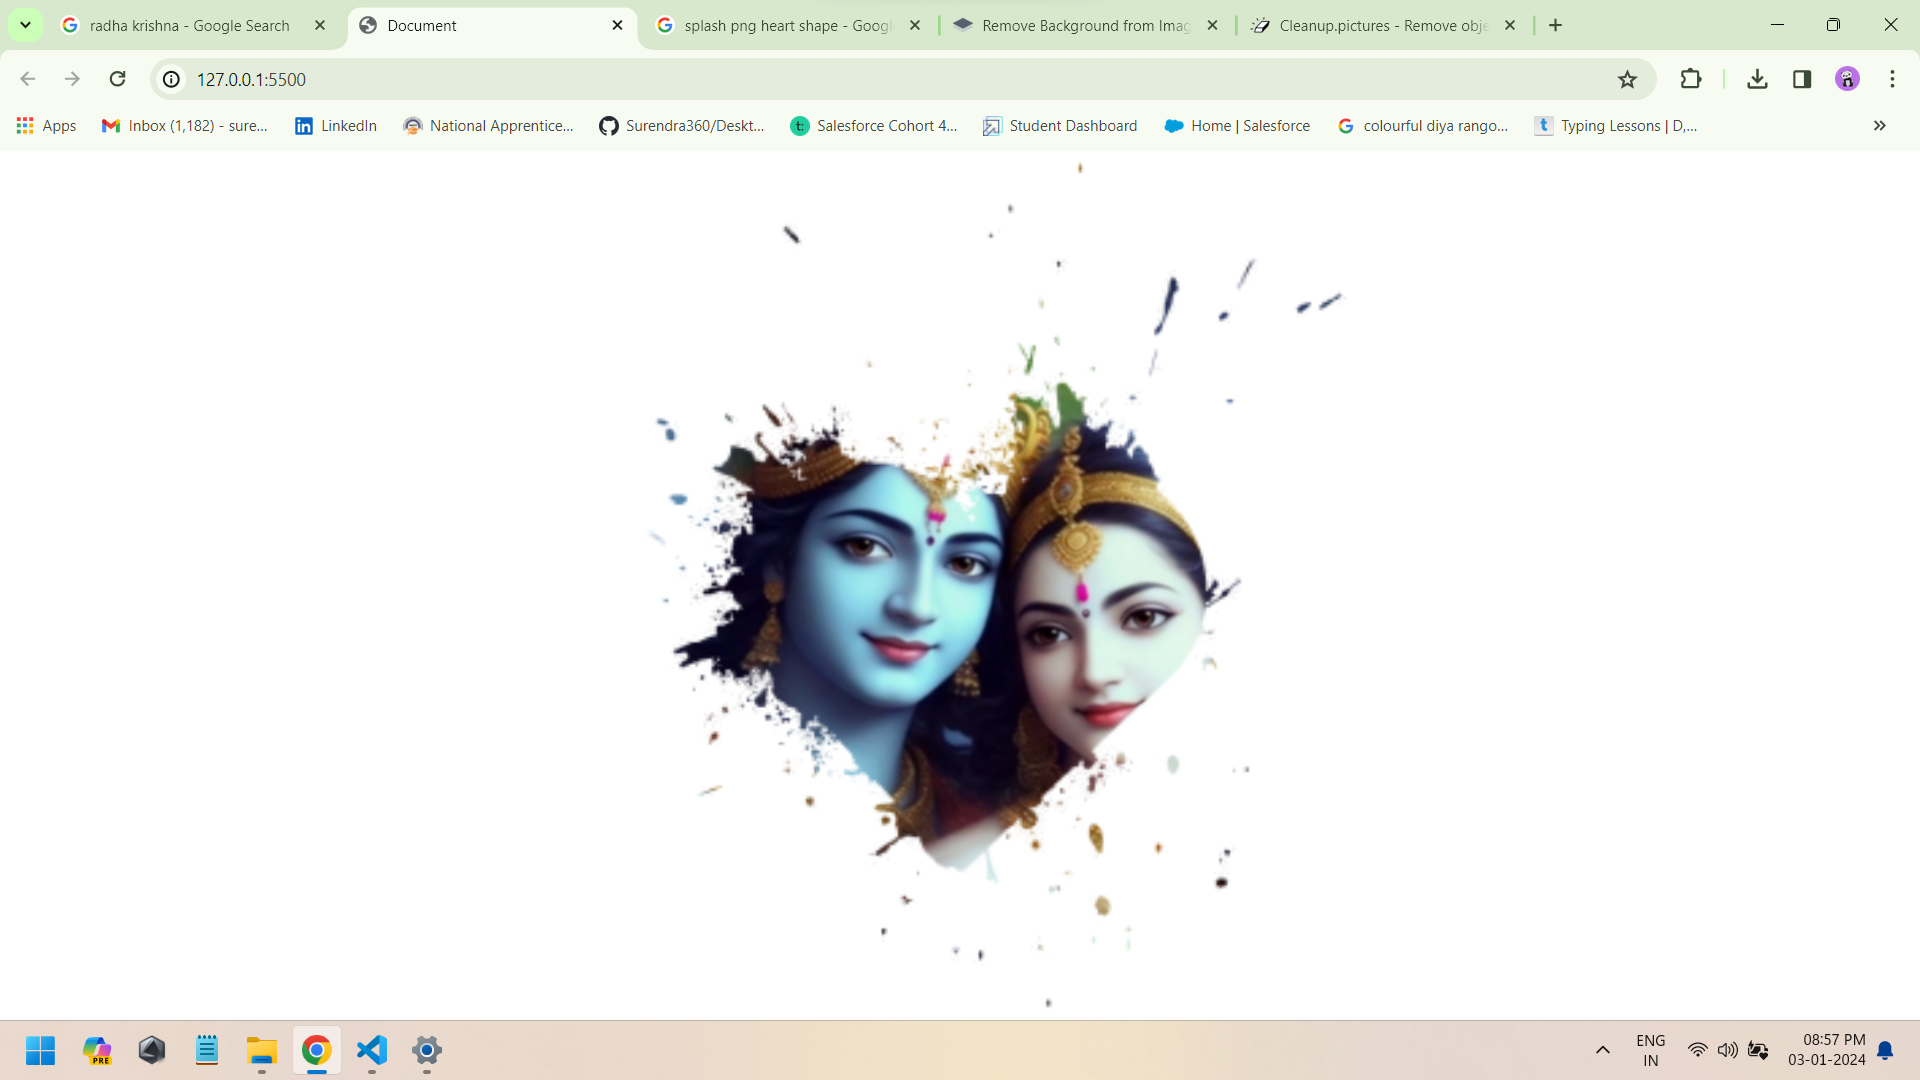 radha krishna - Google Search
Document
splash png heart shape - Googl
Remove Background from Imag
Cleanup.pictures - Remove obje
127.0.0.1:5500
Apps
Inbox (1,182) - sure...
LinkedIn
National Apprentice...
Surendra360/Deskt...
Salesforce Cohort 4...
Student Dashboard
Home | Salesforce
colourful diya rango...
Typing Lessons | D,...
PRE
ENG
IN
08:57 PM
03-01-2024